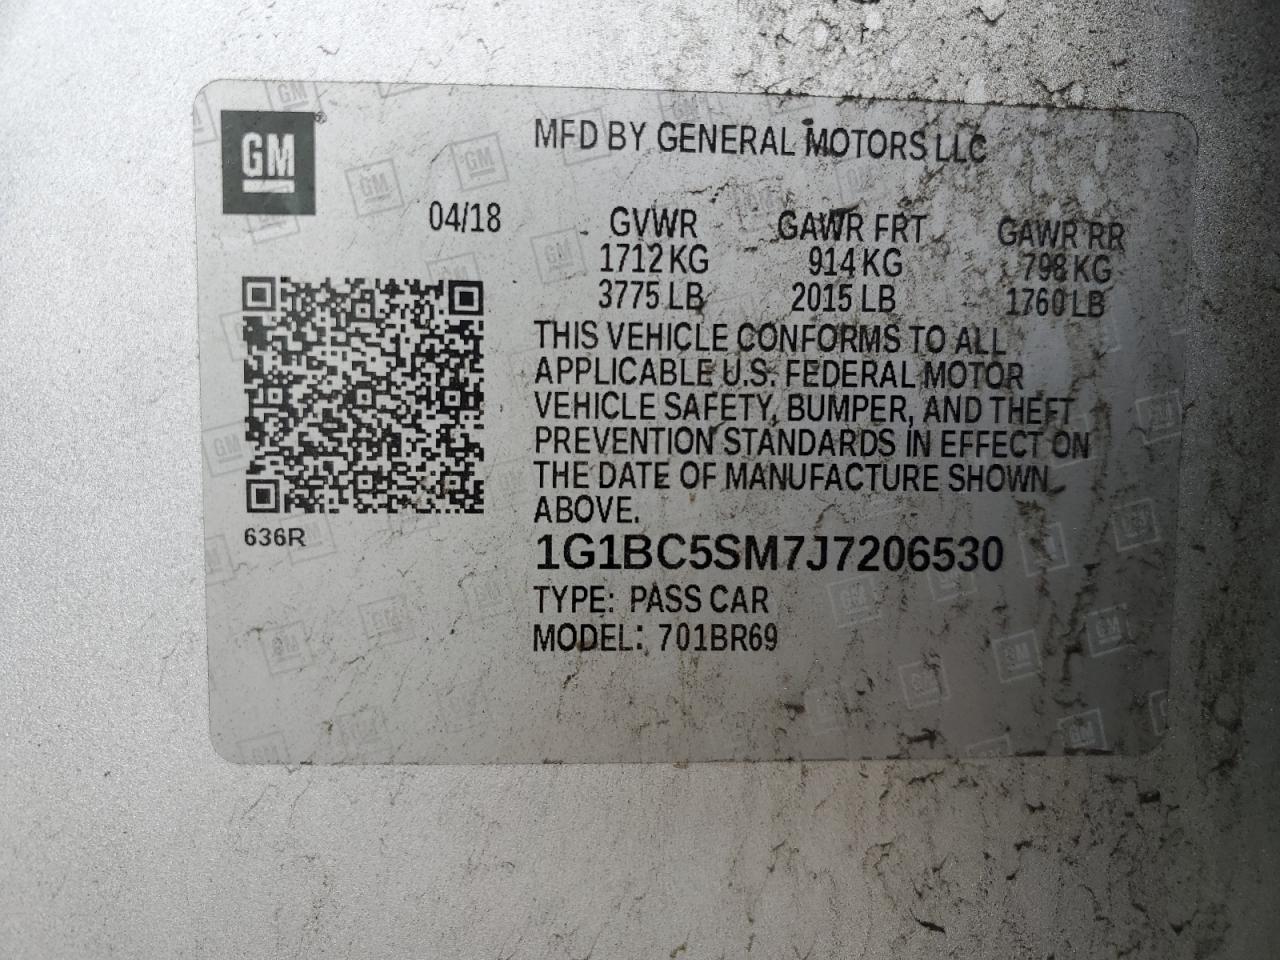 GM
MFD BY GENERAL MOTORS LLC
04/18
GVWR GAWR FRT GAWR RR
1712 KG 914 KG 798 KG
3775 LB 2015 LB 1760 LB
THIS VEHICLE CONFORMS TO ALL
APPLICABLE U.S. FEDERAL MOTOR
VEHICLE SAFETY, BUMPER, AND THEFT
PREVENTION STANDARDS IN EFFECT ON
THE DATE OF MANUFACTURE SHOWN
ABOVE.
636R
1G1BC5SM7J7206530
TYPE: PASS CAR
MODEL: 701BR69